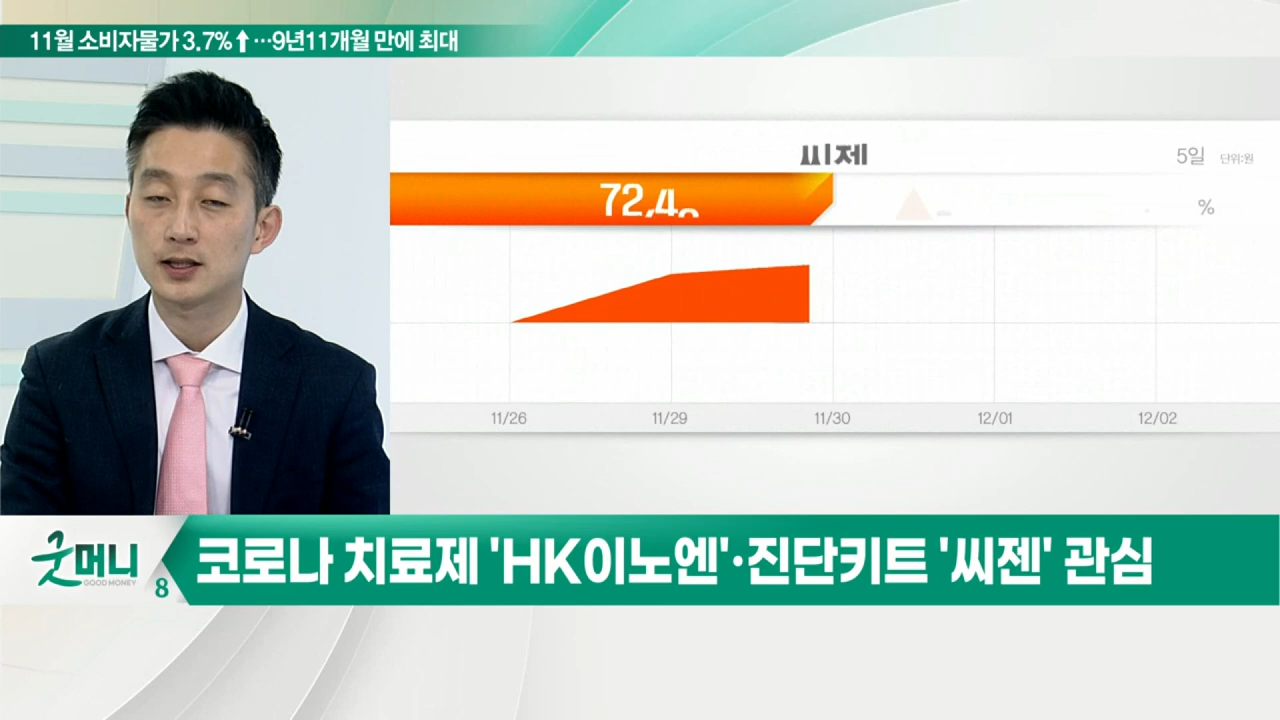 11월 소비자물가 3.7%↑…9년11개월 만에 최대
5일 단위:원
%
11/26 11/29 11/30 12/01 12/02
굿머니
GOOD MONEY
8
코로나 치료제 'HK이노엔'·진단키트 '씨젠' 관심